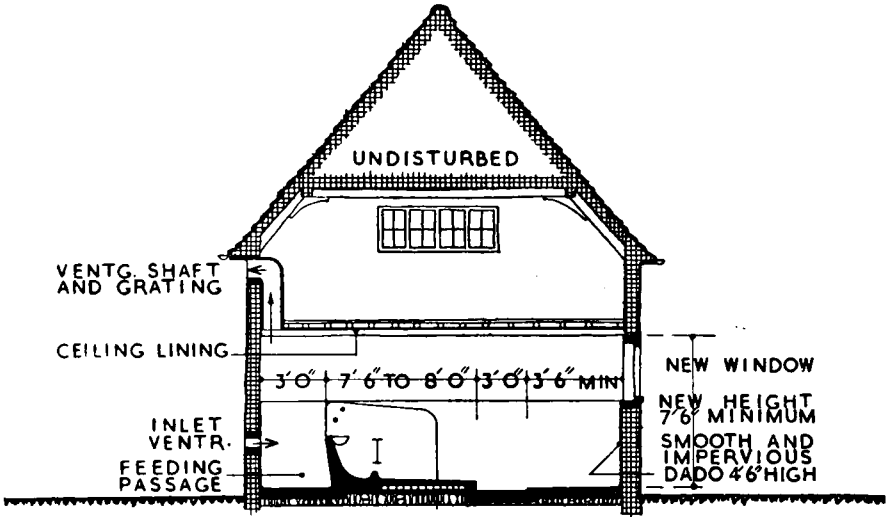 UNDISTURBED
VENTG. SHAFT
AND GRATING
CEILING LINING
3'0" 7'6" TO 8'0" 3'0" 3'6" MIN
NEW WINDOW
NEW HEIGHT
7'6" MINIMUM
INLET
VENTR.
SMOOTH AND
IMPERVIOUS
DADO 4'6" HIGH
FEEDING
PASSAGE